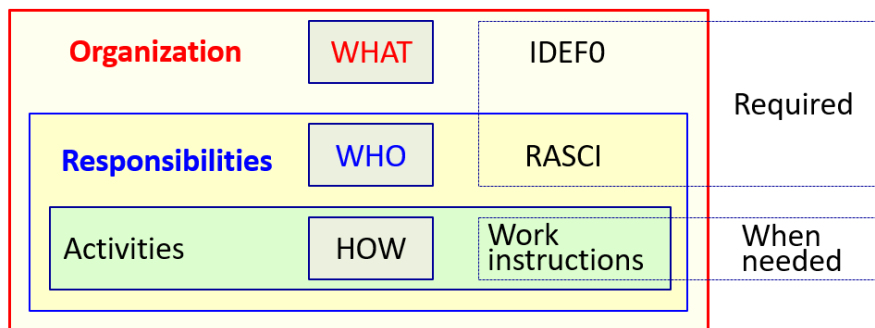 Organization WHAT IDEF0
Required
Responsibilities WHO RASCI
Activities HOW Work instructions When needed